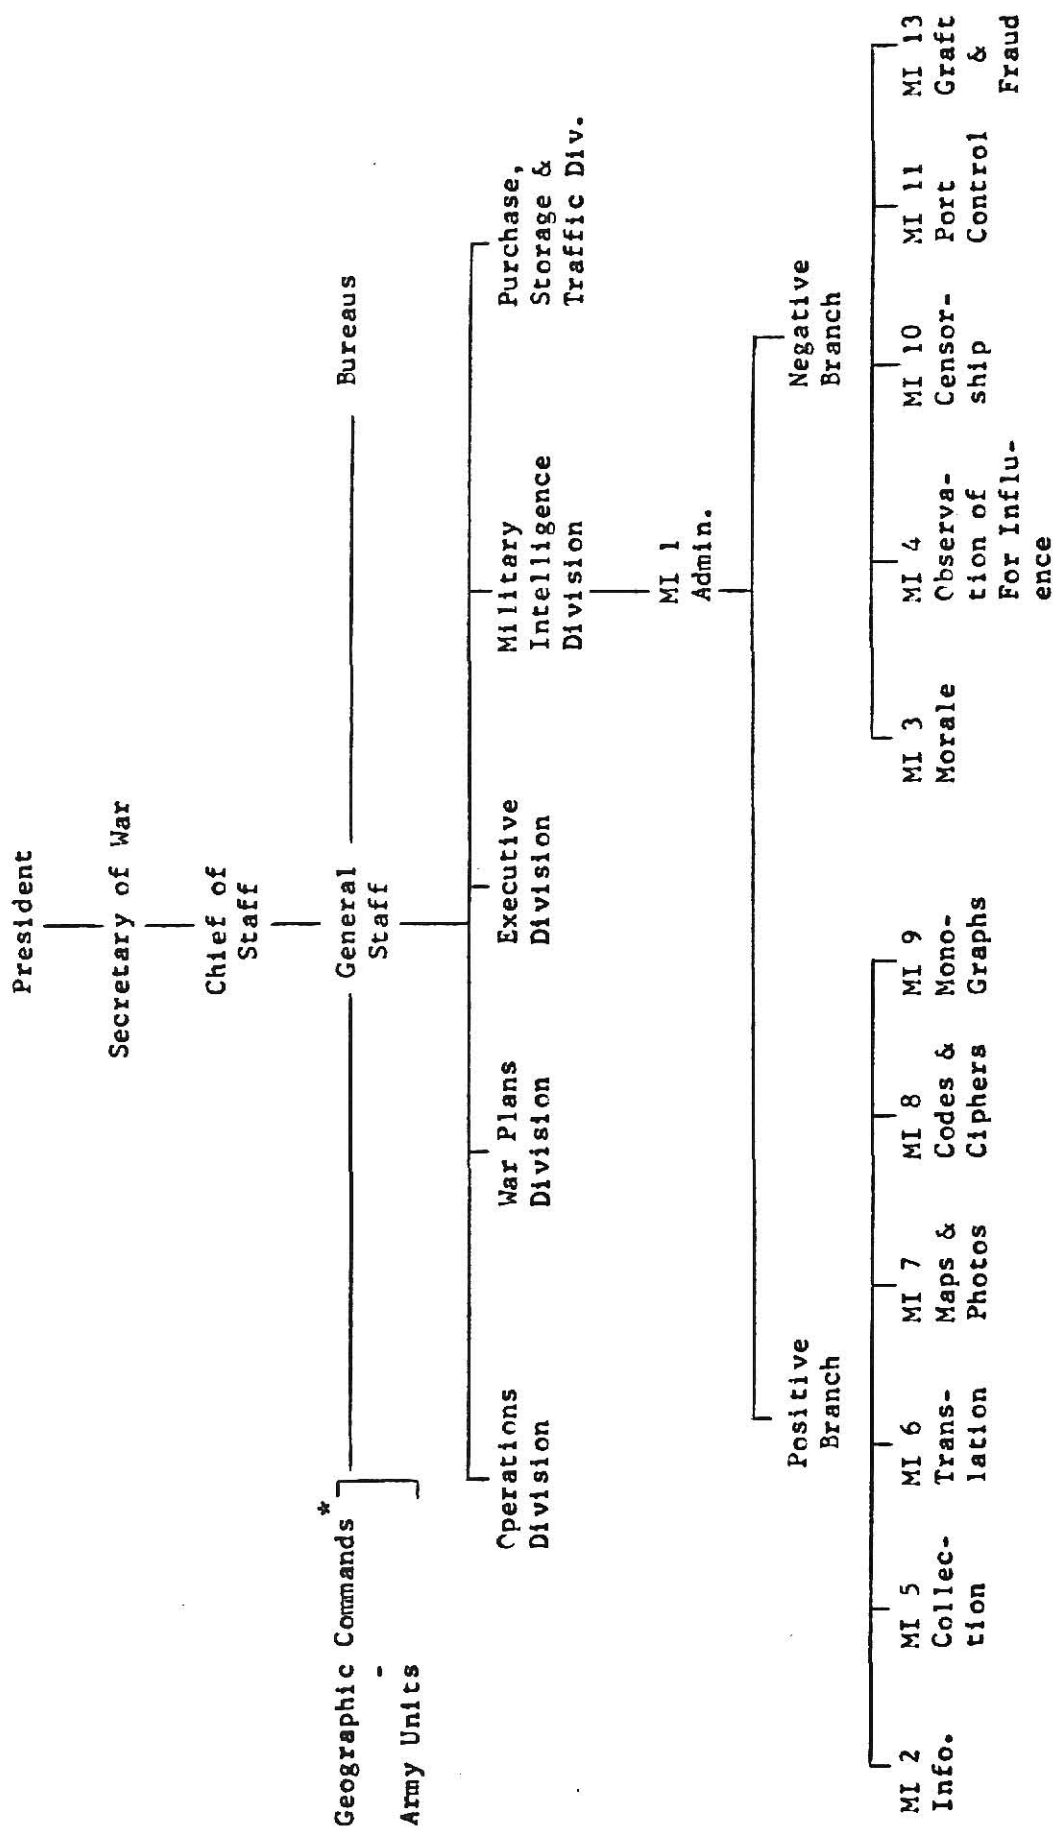 President
Secretary of War
Chief of
Staff
Geographic Commands *
-
Army Units
General
Staff
Bureaus
Operations
Division
War Plans
Division
Executive
Division
Military
Intelligence
Division
Purchase,
Storage &
Traffic Div.
MI 1
Admin.
Positive
Branch
Negative
Branch
MI 2
Info.
MI 5
Collec-
tion
MI 6
Trans-
lation
MI 7
Maps &
Photos
MI 8
Codes &
Ciphers
MI 9
Mono-
Graphs
MI 3
Morale
MI 4
Observa-
tion of
For Influ-
ence
MI 10
Censor-
ship
MI 11
Port
Control
MI 13
Graft
&
Fraud